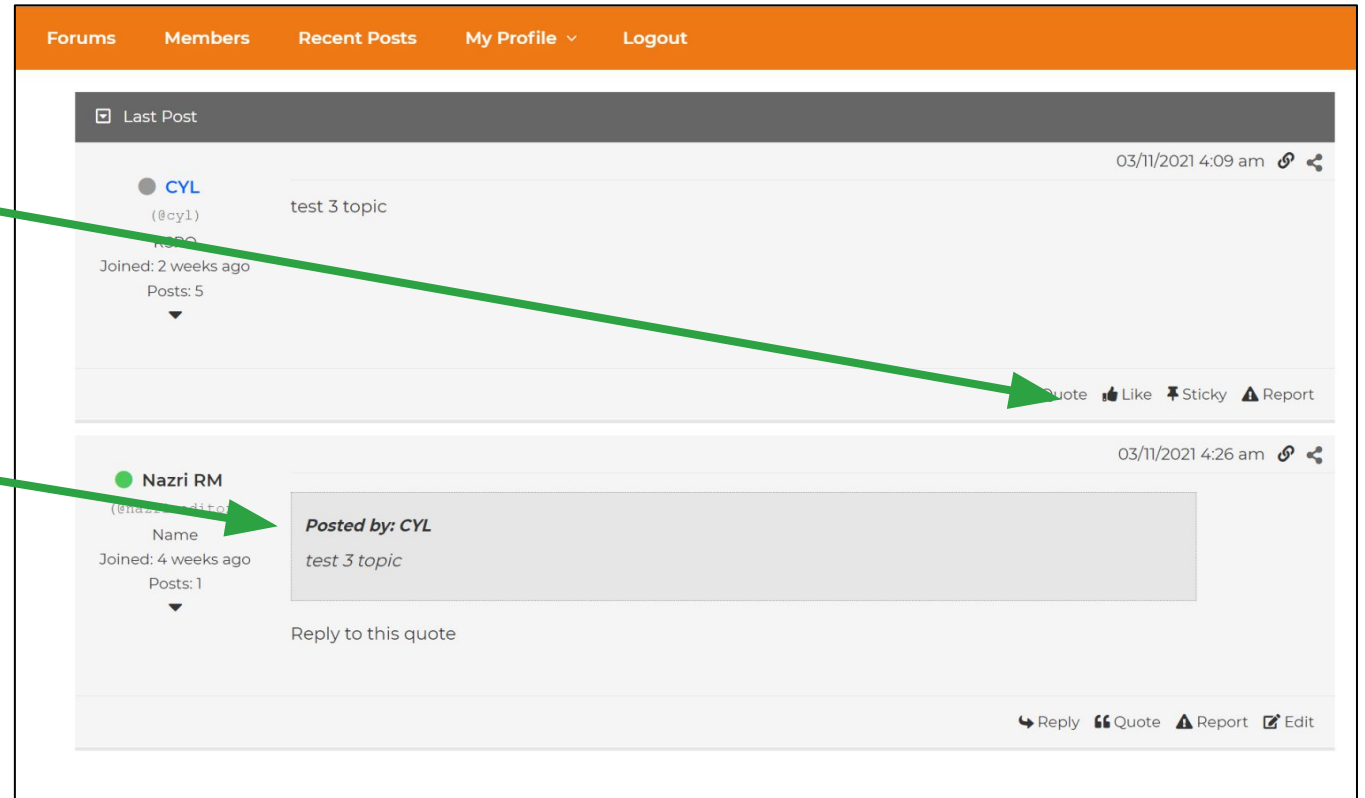 Forums Members Recent Posts My Profile Logout
Last Post
03/11/2021 4:09 am
CYL
(@cyl)
test 3 topic
Joined: 2 weeks ago
Posts: 5
Quote Like Sticky Report
03/11/2021 4:26 am
Nazri RM
Name
Joined: 4 weeks ago
Posts: 1
Posted by: CYL
test 3 topic
Reply to this quote
Reply Quote Report Edit